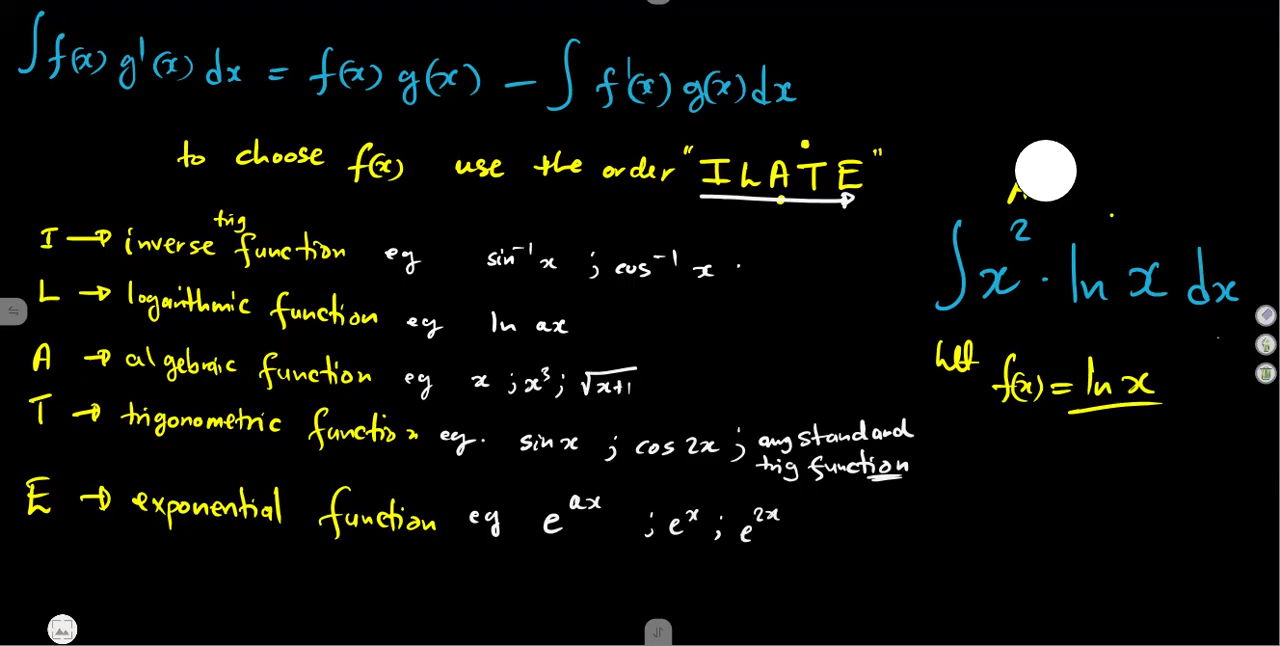 ∫ f(x) g'(x) dx = f(x) g(x) − ∫ f'(x) g(x) dx
to choose f(x) use the order "ILATE"
I → inverse trig function eg sin⁻¹x ; cos⁻¹ x .
L → logarithmic function eg ln ax
A → algebraic function eg x ; x³ ; √(x+1)
T → trigonometric function eg. sin x ; cos 2x ; any standard
trig function
E → exponential function eg e^(ax) ; e^x ; e^(2x)
∫ x² · ln x dx
let f(x) = ln x